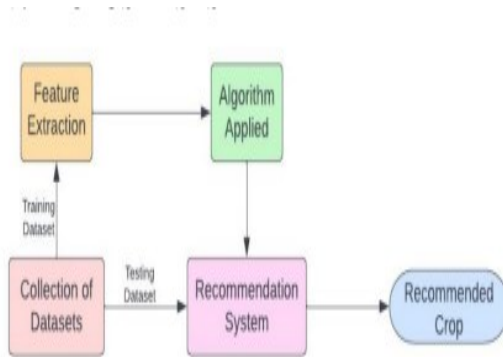 Feature
Extraction
Algorithm
Applied
Training
Dataset
Testing
Dataset
Collection of
Datasets
Recommendation
System
Recommended
Crop